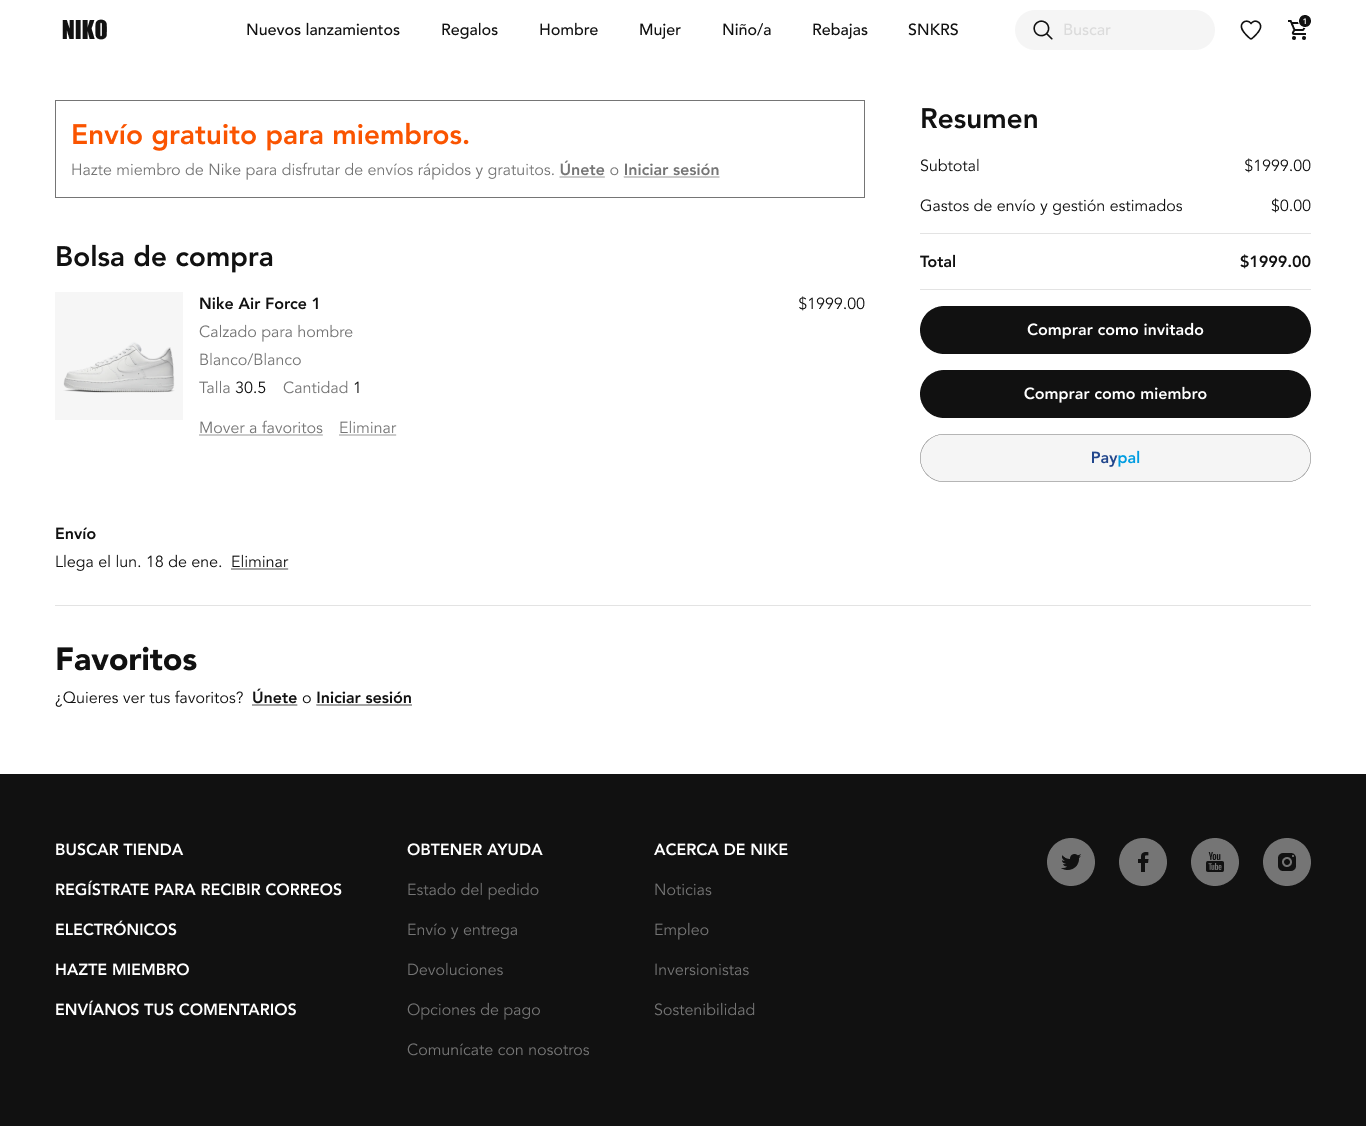 NIKO
Nuevos lanzamientos Regalos Hombre Mujer Niño/a Rebajas SNKRS Buscar 1
Envío gratuito para miembros.
Hazte miembro de Nike para disfrutar de envíos rápidos y gratuitos. Únete o Iniciar sesión
Bolsa de compra
Nike Air Force 1 $1999.00
Calzado para hombre
Blanco/Blanco
Talla 30.5 Cantidad 1
Mover a favoritos Eliminar
Resumen
Subtotal $1999.00
Gastos de envío y gestión estimados $0.00
Total $1999.00
Comprar como invitado
Comprar como miembro
Paypal
Envío
Llega el lun. 18 de ene. Eliminar
Favoritos
¿Quieres ver tus favoritos? Únete o Iniciar sesión
BUSCAR TIENDA
REGÍSTRATE PARA RECIBIR CORREOS
ELECTRÓNICOS
HAZTE MIEMBRO
ENVÍANOS TUS COMENTARIOS
OBTENER AYUDA
Estado del pedido
Envío y entrega
Devoluciones
Opciones de pago
Comunícate con nosotros
ACERCA DE NIKE
Noticias
Empleo
Inversionistas
Sostenibilidad
You
Tube